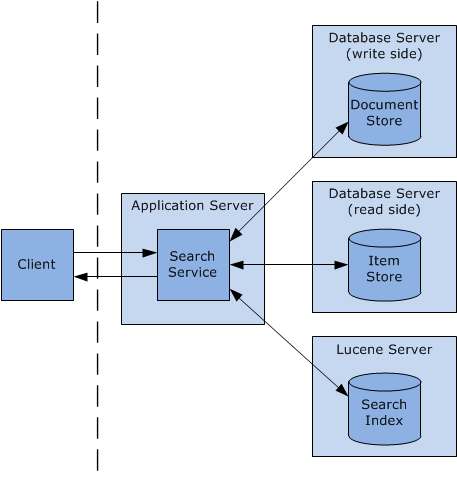 Database Server
(write side)
Document
Store
Application Server
Search
Service
Client
Database Server
(read side)
Item
Store
Lucene Server
Search
Index